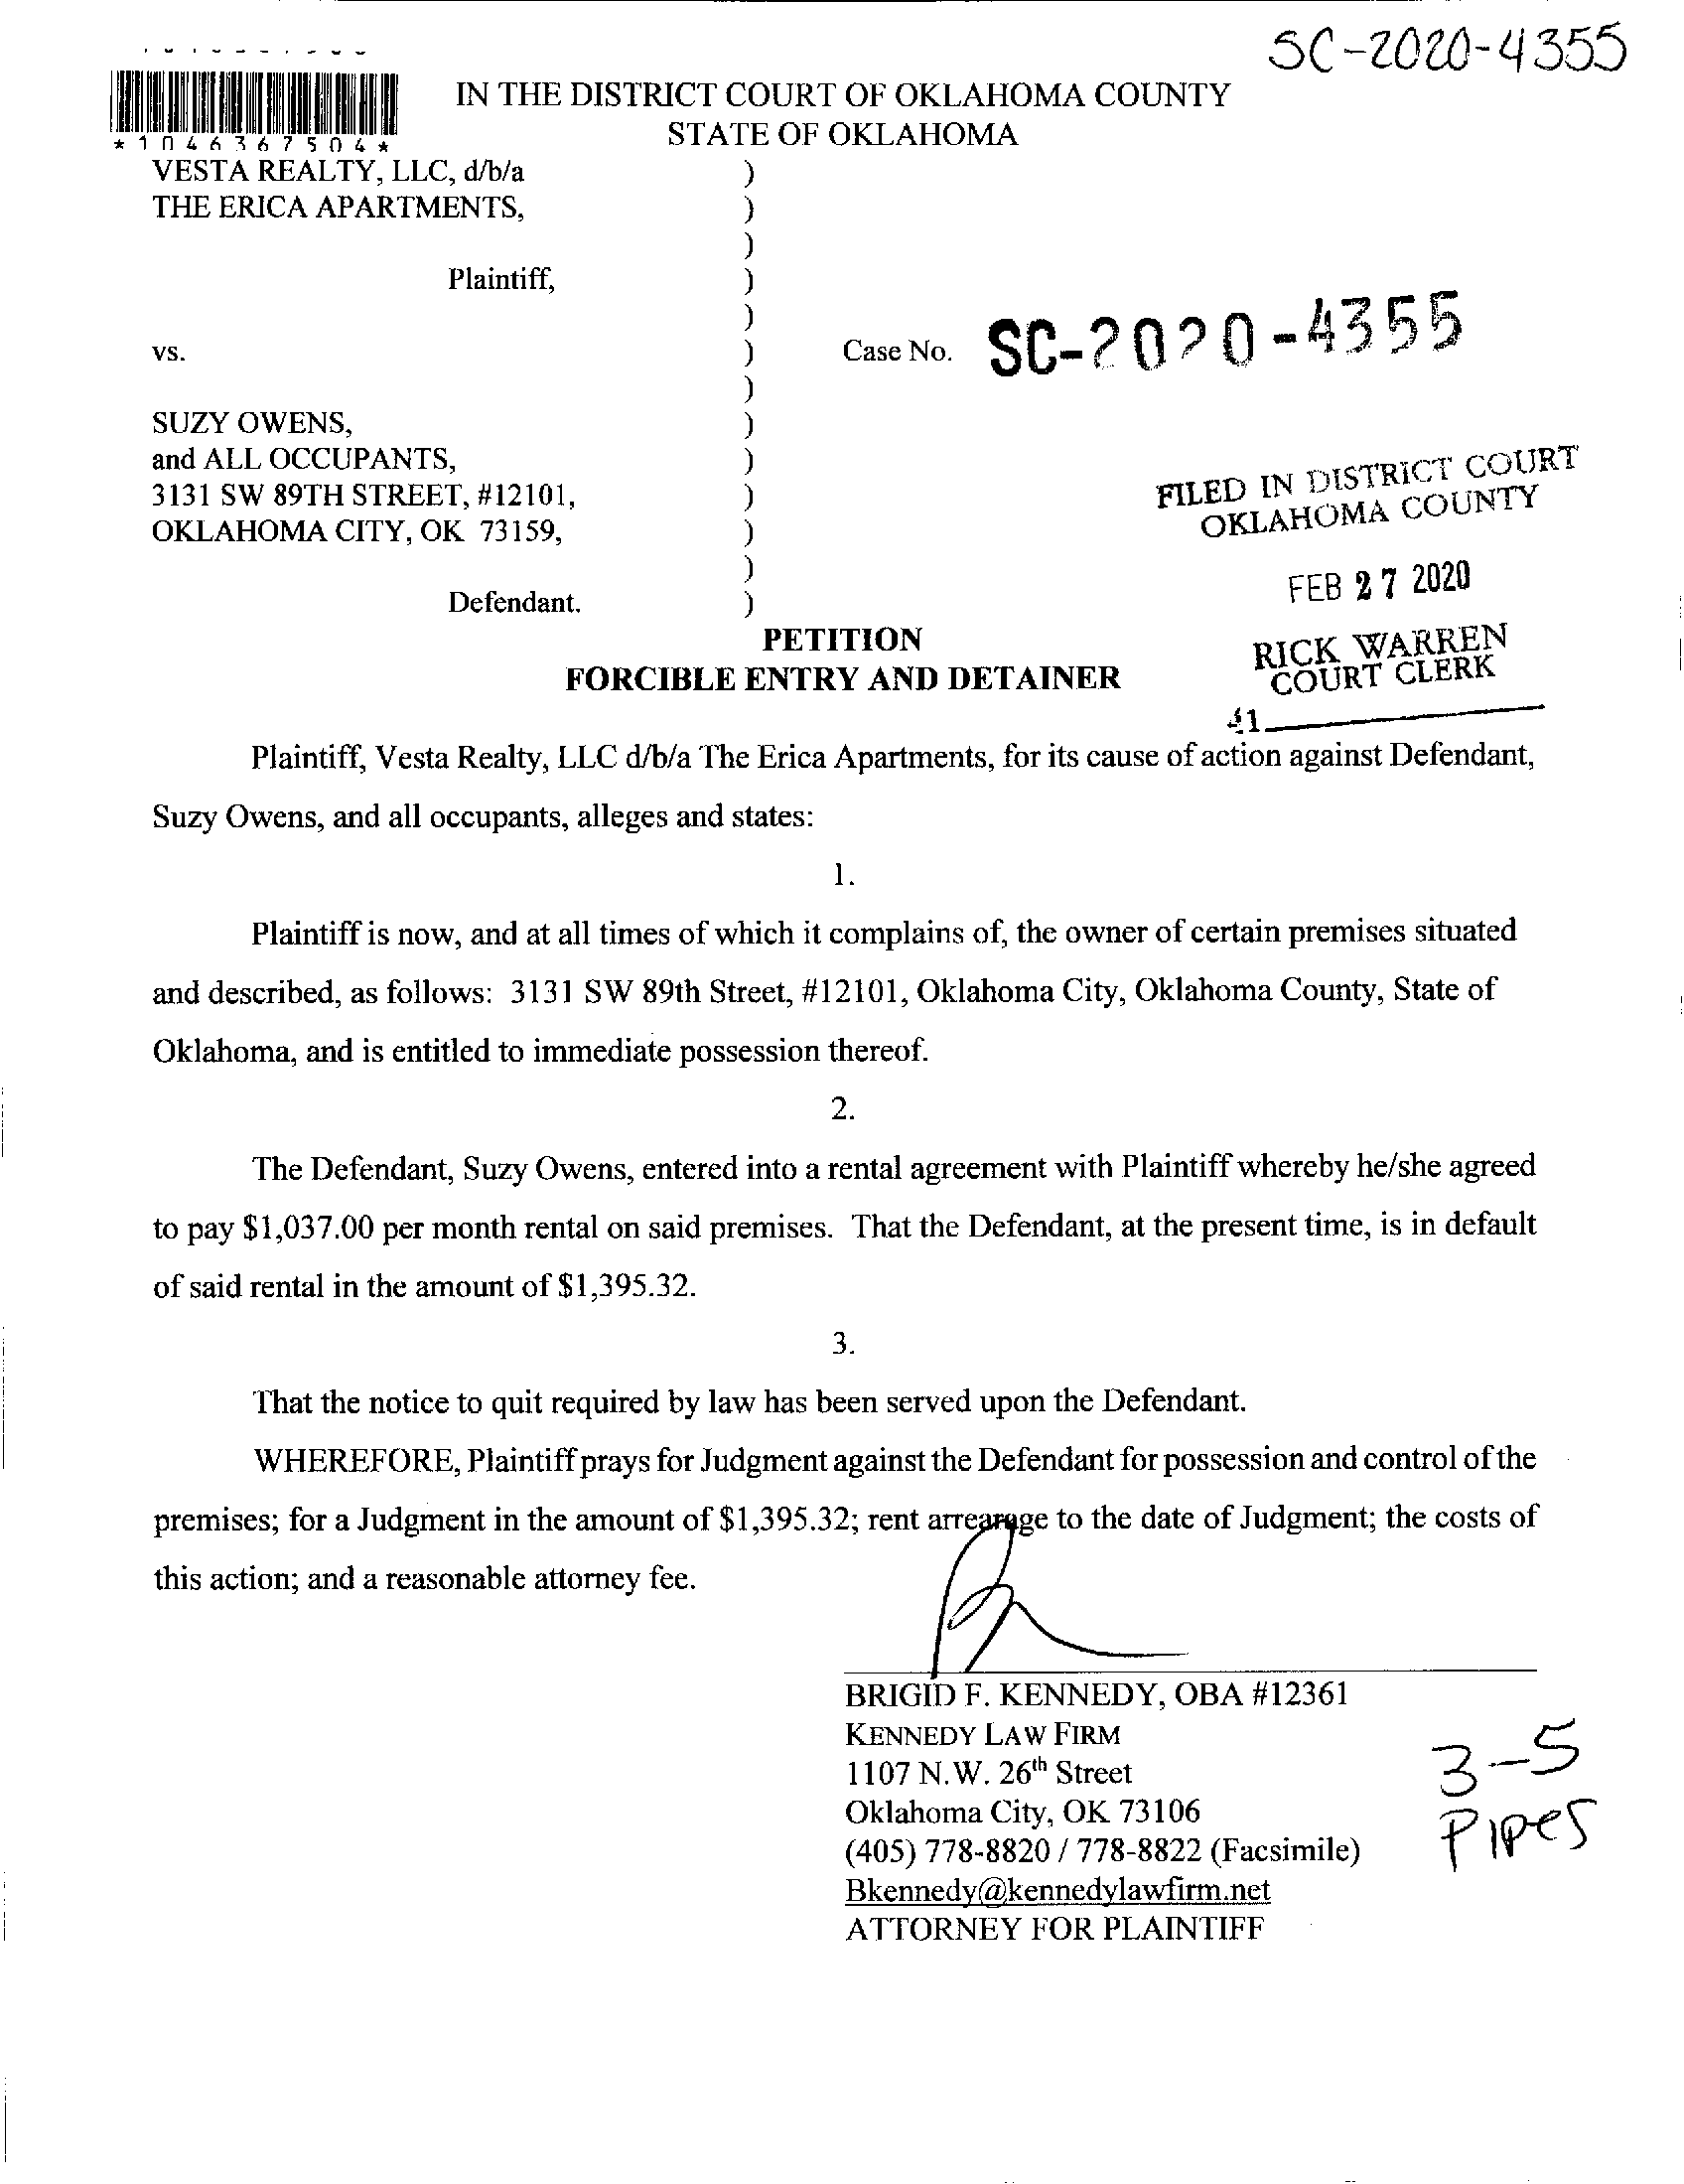 SC-2020-4355
IN THE DISTRICT COURT OF OKLAHOMA COUNTY
STATE OF OKLAHOMA
*1046367504*
VESTA REALTY, LLC, d/b/a )
THE ERICA APARTMENTS, )
)
Plaintiff, )
)
vs. ) Case No. SC-2020-4355
)
SUZY OWENS, )
and ALL OCCUPANTS, )
3131 SW 89TH STREET, #12101, )
OKLAHOMA CITY, OK 73159, )
)
Defendant. )
FILED IN DISTRICT COURT
OKLAHOMA COUNTY
FEB 27 2020
RICK WARREN
COURT CLERK
41
PETITION
FORCIBLE ENTRY AND DETAINER
Plaintiff, Vesta Realty, LLC d/b/a The Erica Apartments, for its cause of action against Defendant,
Suzy Owens, and all occupants, alleges and states:
1.
Plaintiff is now, and at all times of which it complains of, the owner of certain premises situated
and described, as follows: 3131 SW 89th Street, #12101, Oklahoma City, Oklahoma County, State of
Oklahoma, and is entitled to immediate possession thereof.
2.
The Defendant, Suzy Owens, entered into a rental agreement with Plaintiff whereby he/she agreed
to pay $1,037.00 per month rental on said premises. That the Defendant, at the present time, is in default
of said rental in the amount of $1,395.32.
3.
That the notice to quit required by law has been served upon the Defendant.
WHEREFORE, Plaintiff prays for Judgment against the Defendant for possession and control of the
premises; for a Judgment in the amount of $1,395.32; rent arrearage to the date of Judgment; the costs of
this action; and a reasonable attorney fee.
BRIGID F. KENNEDY, OBA #12361
KENNEDY LAW FIRM
1107 N.W. 26th Street
Oklahoma City, OK 73106
(405) 778-8820 / 778-8822 (Facsimile)
Bkennedy@kennedylawfirm.net
ATTORNEY FOR PLAINTIFF
3-5
Pipes